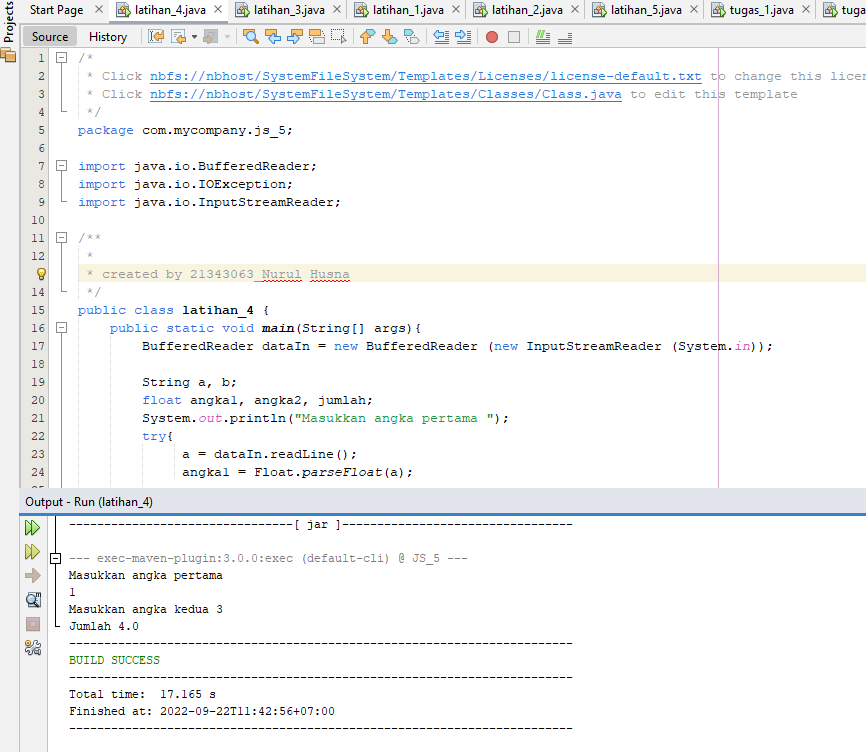 Projects
Start Page latihan_4.java latihan_3.java latihan_1.java latihan_2.java latihan_5.java tugas_1.java tuga
Source History
1 /*
2 * Click nbfs://nbhost/SystemFileSystem/Templates/Licenses/license-default.txt to change this licen
3 * Click nbfs://nbhost/SystemFileSystem/Templates/Classes/Class.java to edit this template
4 */
5 package com.mycompany.js_5;
6
7 import java.io.BufferedReader;
8 import java.io.IOException;
9 import java.io.InputStreamReader;
10
11 /**
12 *
* created by 21343063_Nurul Husna
14 */
15 public class latihan_4 {
16 public static void main(String[] args){
17 BufferedReader dataIn = new BufferedReader (new InputStreamReader (System.in));
18
19 String a, b;
20 float angka1, angka2, jumlah;
21 System.out.println("Masukkan angka pertama ");
22 try{
23 a = dataIn.readLine();
24 angka1 = Float.parseFloat(a);
Output - Run (latihan_4)
--------------------------------[ jar ]---------------------------------
--- exec-maven-plugin:3.0.0:exec (default-cli) @ JS_5 ---
Masukkan angka pertama
1
Masukkan angka kedua 3
Jumlah 4.0
------------------------------------------------------------------------
BUILD SUCCESS
------------------------------------------------------------------------
Total time: 17.165 s
Finished at: 2022-09-22T11:42:56+07:00
------------------------------------------------------------------------